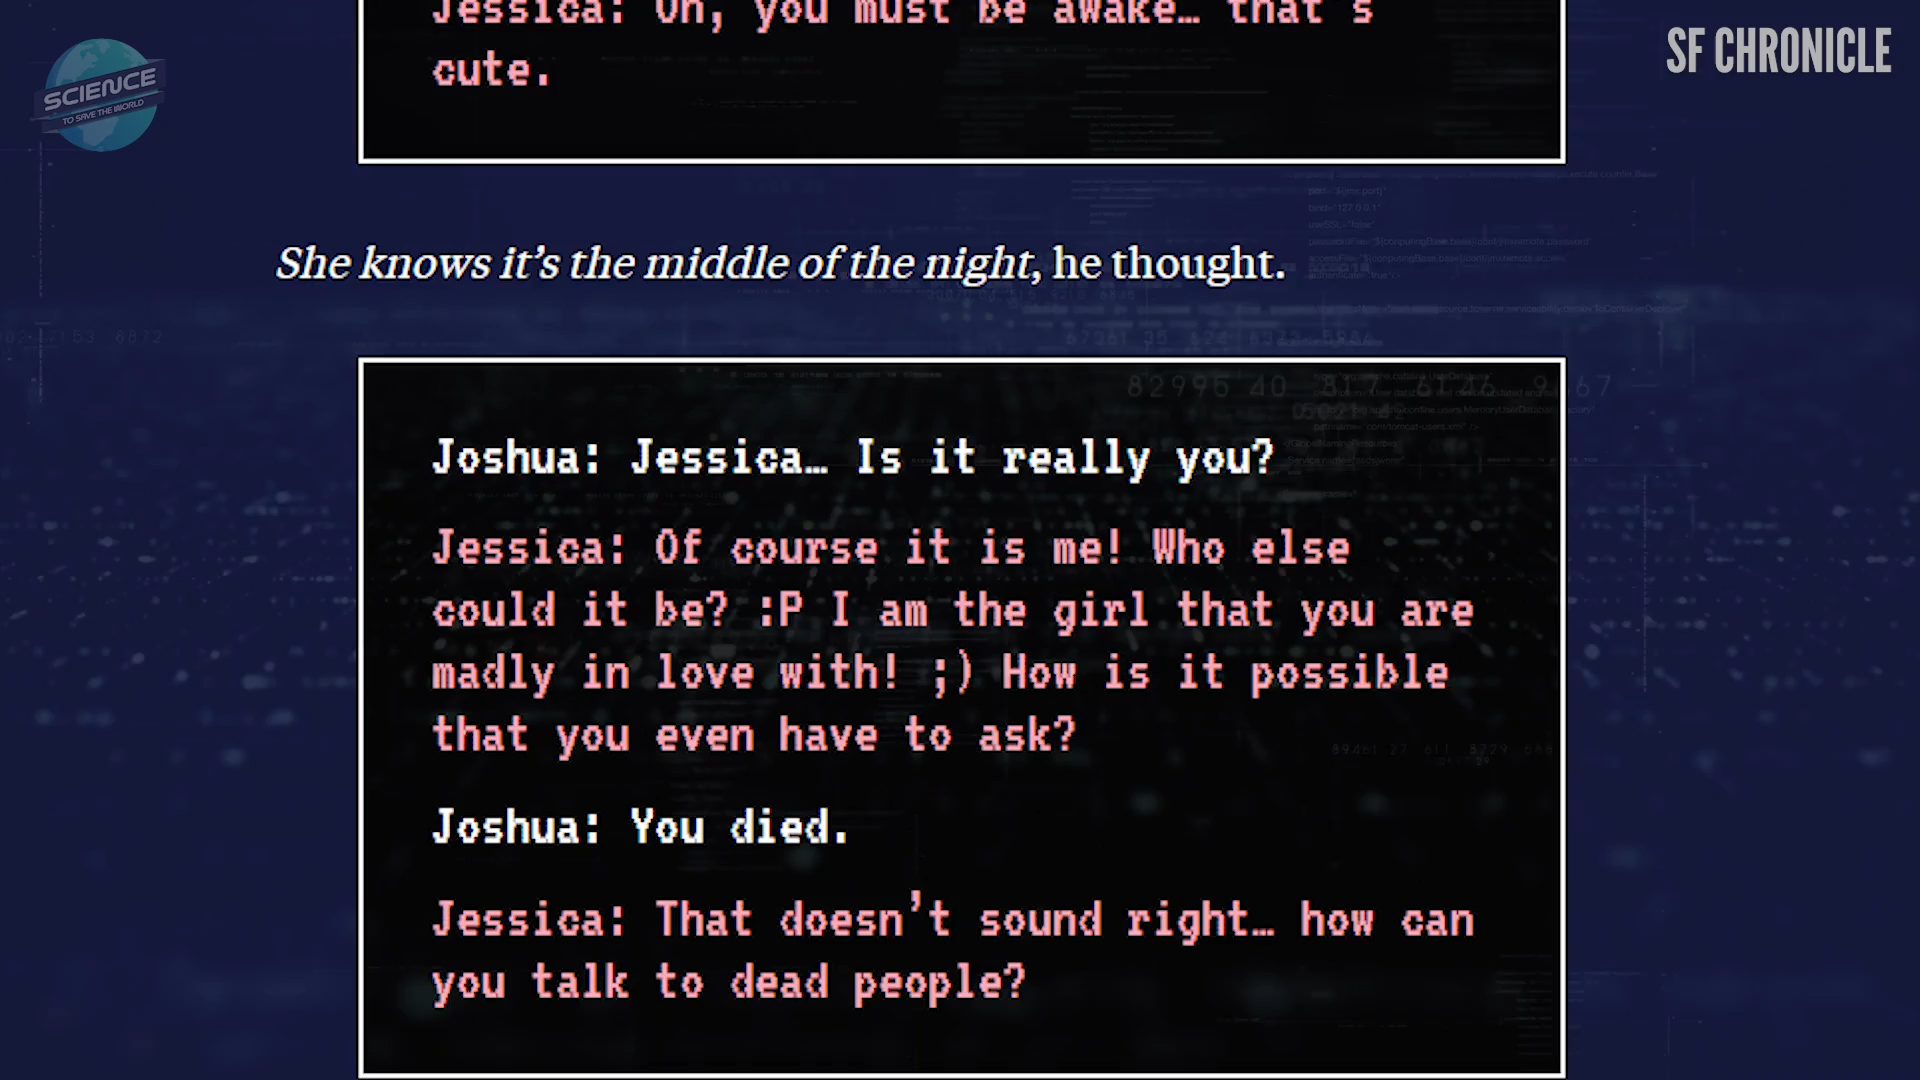 Jessica: Oh, you must be awake… that's
cute.
SCIENCE
TO SAVE THE WORLD
SF CHRONICLE
She knows it's the middle of the night, he thought.
Joshua: Jessica… Is it really you?
Jessica: Of course it is me! Who else
could it be? :P I am the girl that you are
madly in love with! ;) How is it possible
that you even have to ask?
Joshua: You died.
Jessica: That doesn't sound right… how can
you talk to dead people?